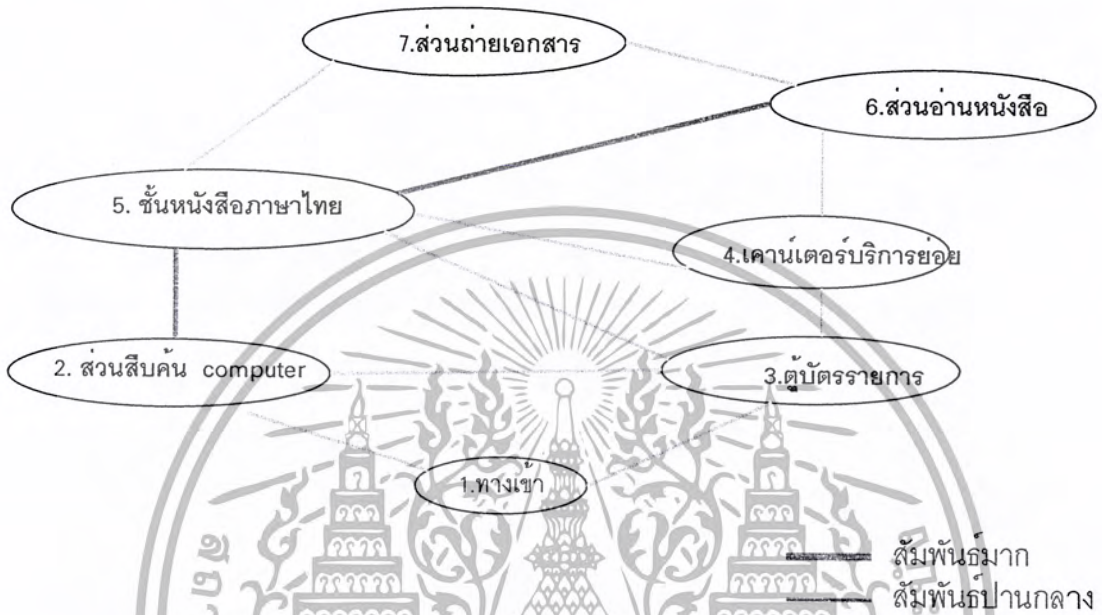 7.ส่วนถ่ายเอกสาร
6.ส่วนอ่านหนังสือ
5. ชั้นหนังสือภาษาไทย
4.เคาน์เตอร์บริการย่อย
2. ส่วนสืบค้น computer
3.ตู้บัตรรายการ
1.ทางเข้า
สัมพันธ์มาก
สัมพันธ์ปานกลาง